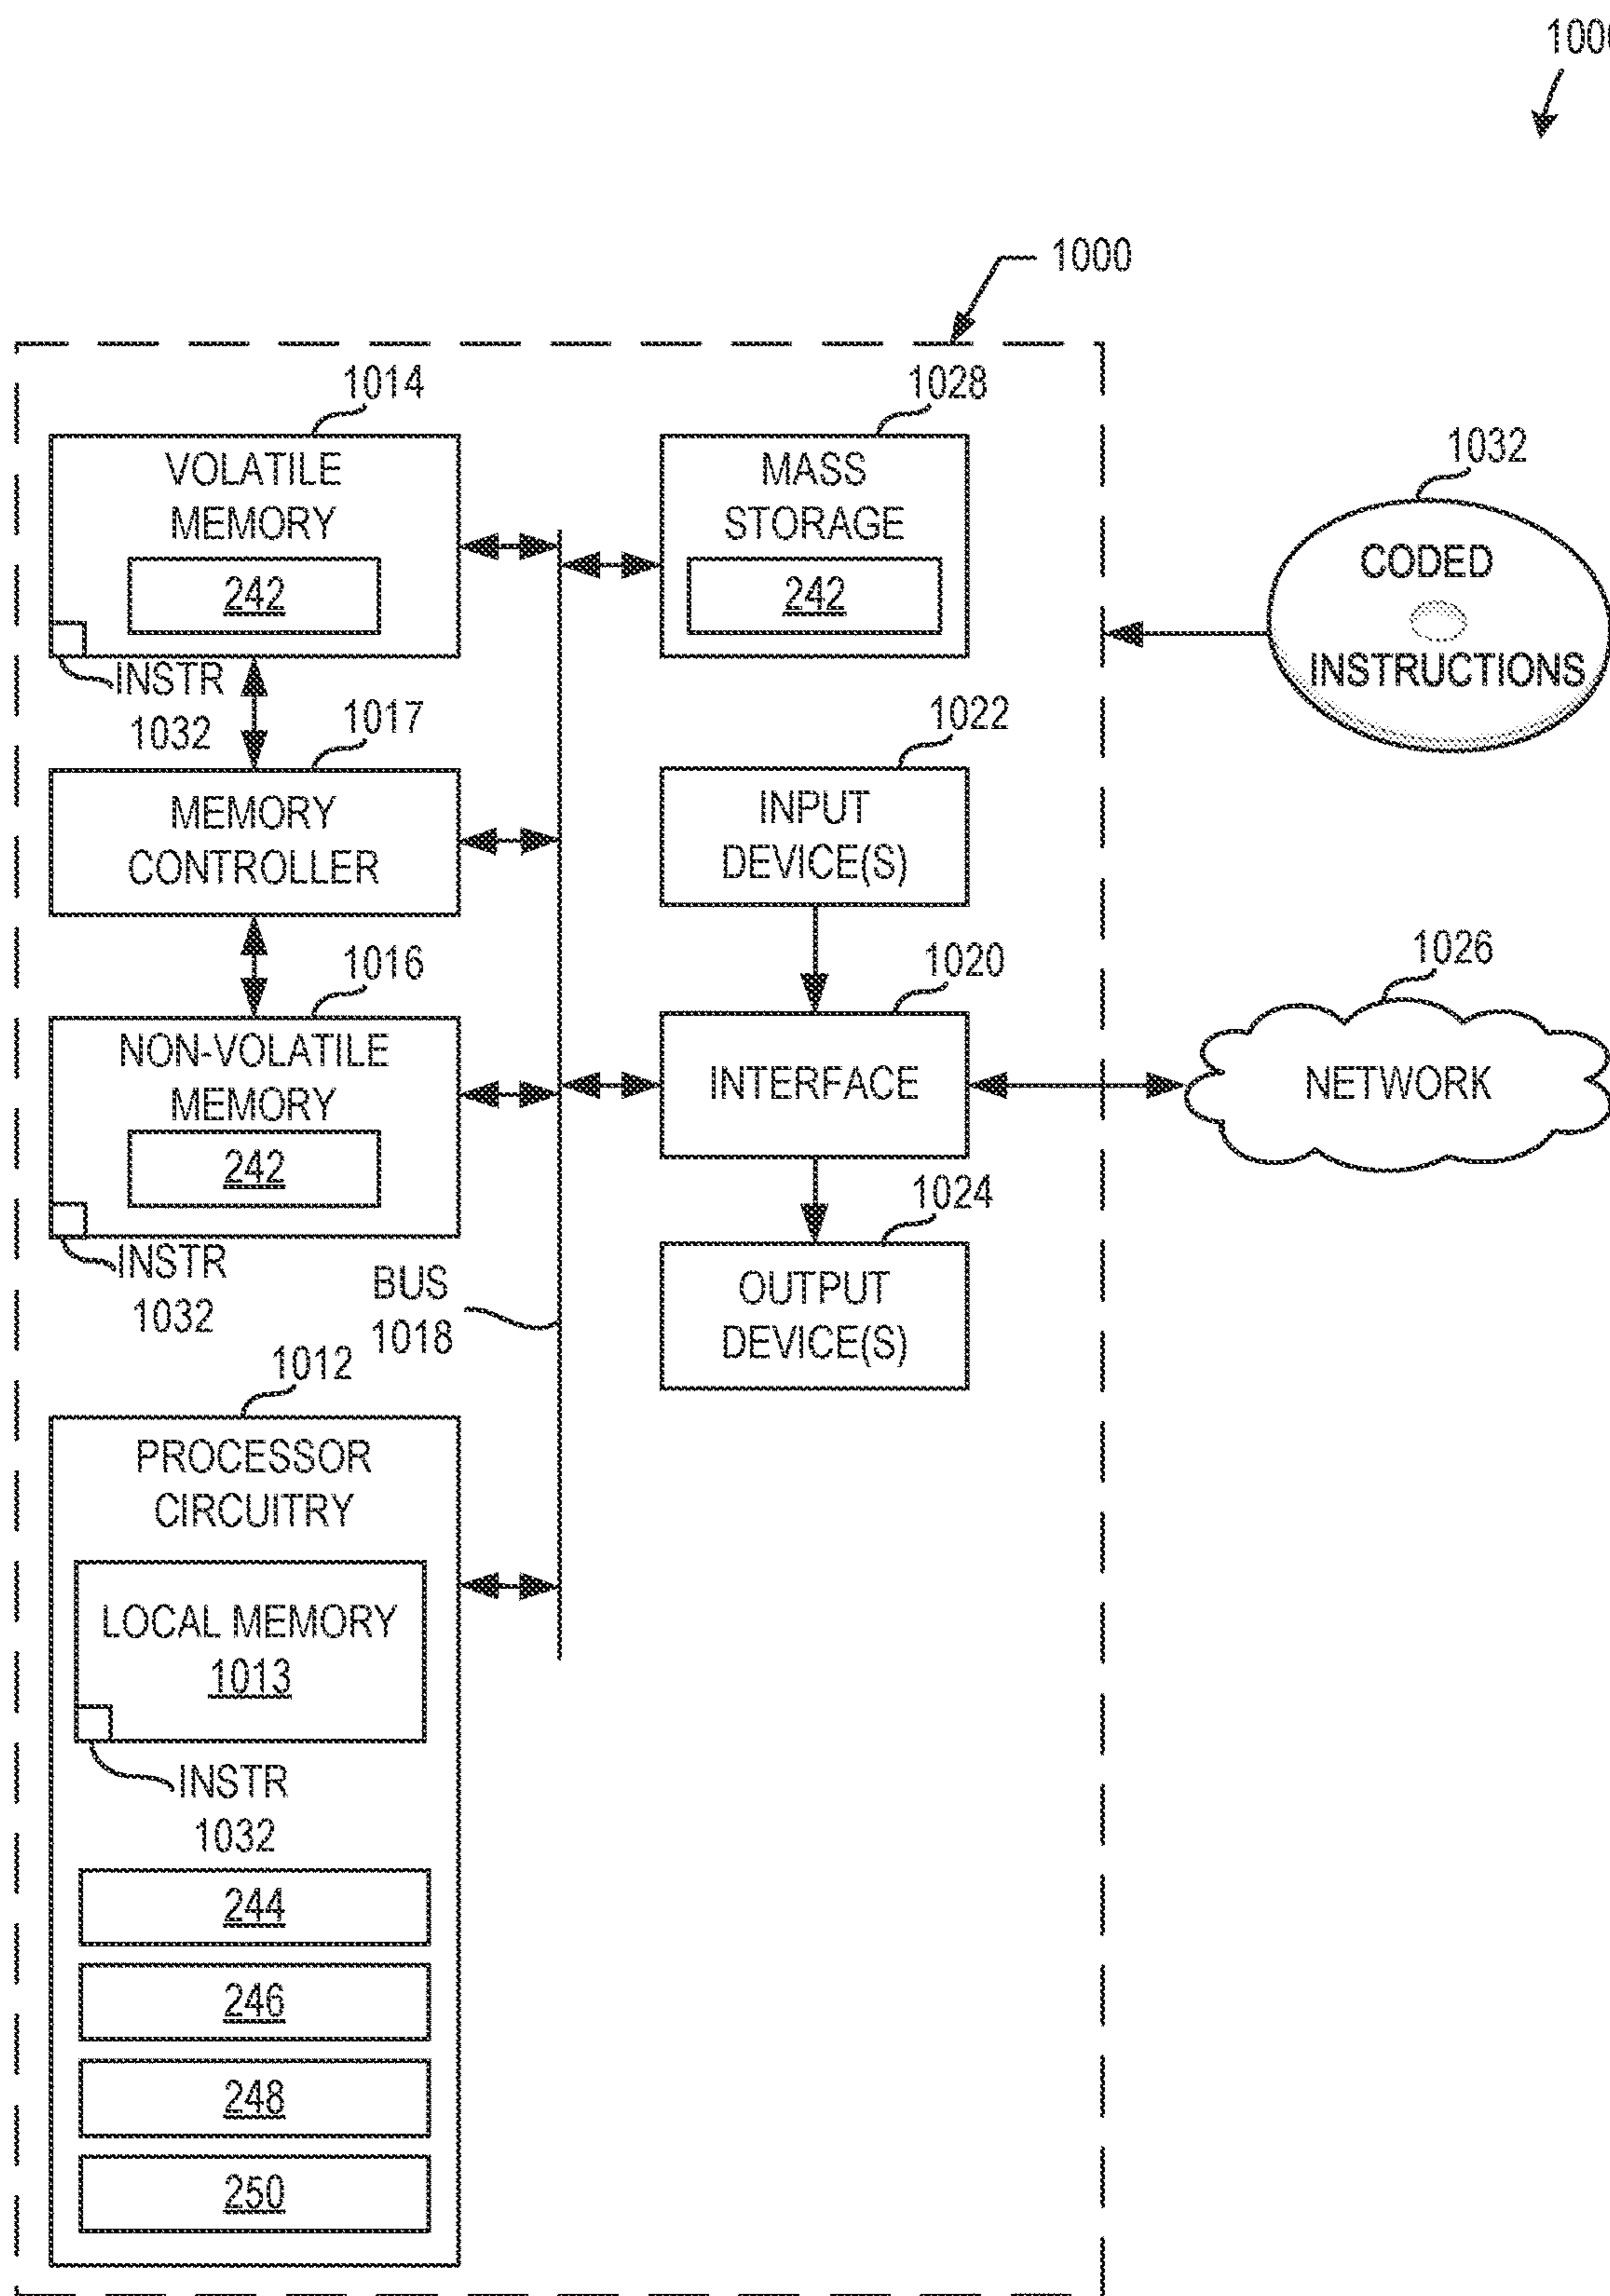 1000
1000
1014
VOLATILE
MEMORY
242
INSTR
1032
1028
MASS
STORAGE
242
1032
CODED
INSTRUCTIONS
1017
MEMORY
CONTROLLER
1022
INPUT
DEVICE(S)
1016
NON-VOLATILE
MEMORY
242
INSTR
1032
1020
INTERFACE
1026
NETWORK
BUS
1018
1024
OUTPUT
DEVICE(S)
1012
PROCESSOR
CIRCUITRY
LOCAL MEMORY
1013
INSTR
1032
244
246
248
250